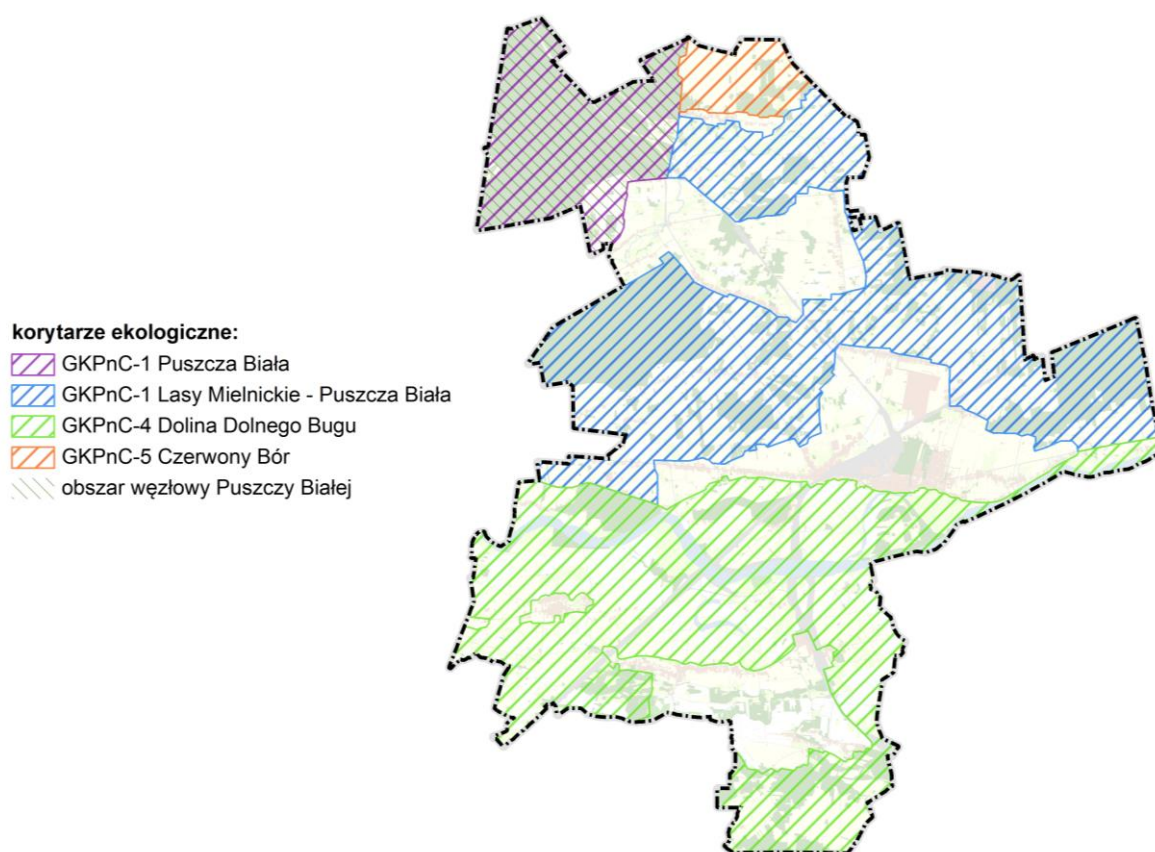 korytarze ekologiczne:
GKPnC-1 Puszcza Biała
GKPnC-1 Lasy Mielnickie - Puszcza Biała
GKPnC-4 Dolina Dolnego Bugu
GKPnC-5 Czerwony Bór
obszar węzłowy Puszczy Białej